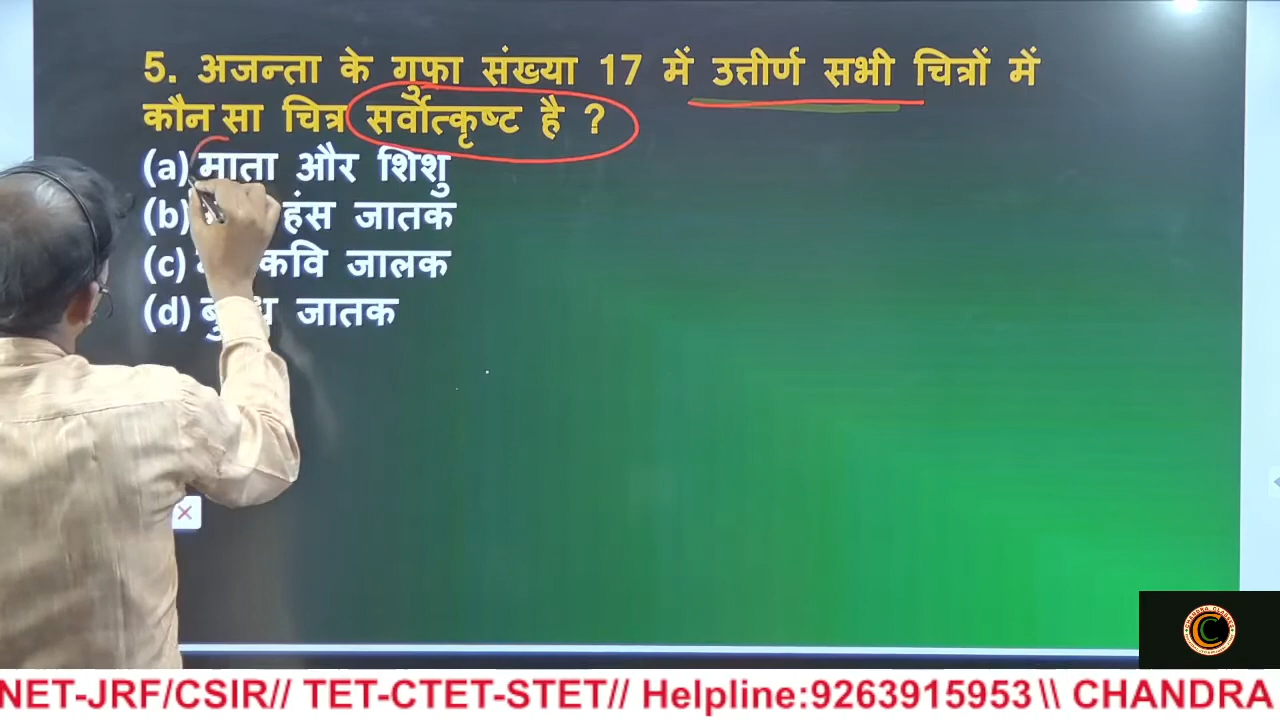 5. अजन्ता के गुफा संख्या 17 में उत्तीर्ण सभी चित्रों में
कौन सा चित्र सर्वोत्कृष्ट है ?
(a) माता और शिशु
(b) हंस जातक
(c) कवि जालक
(d) जातक
NET-JRF/CSIR// TET-CTET-STET// Helpline:9263915953 \\ CHANDRA